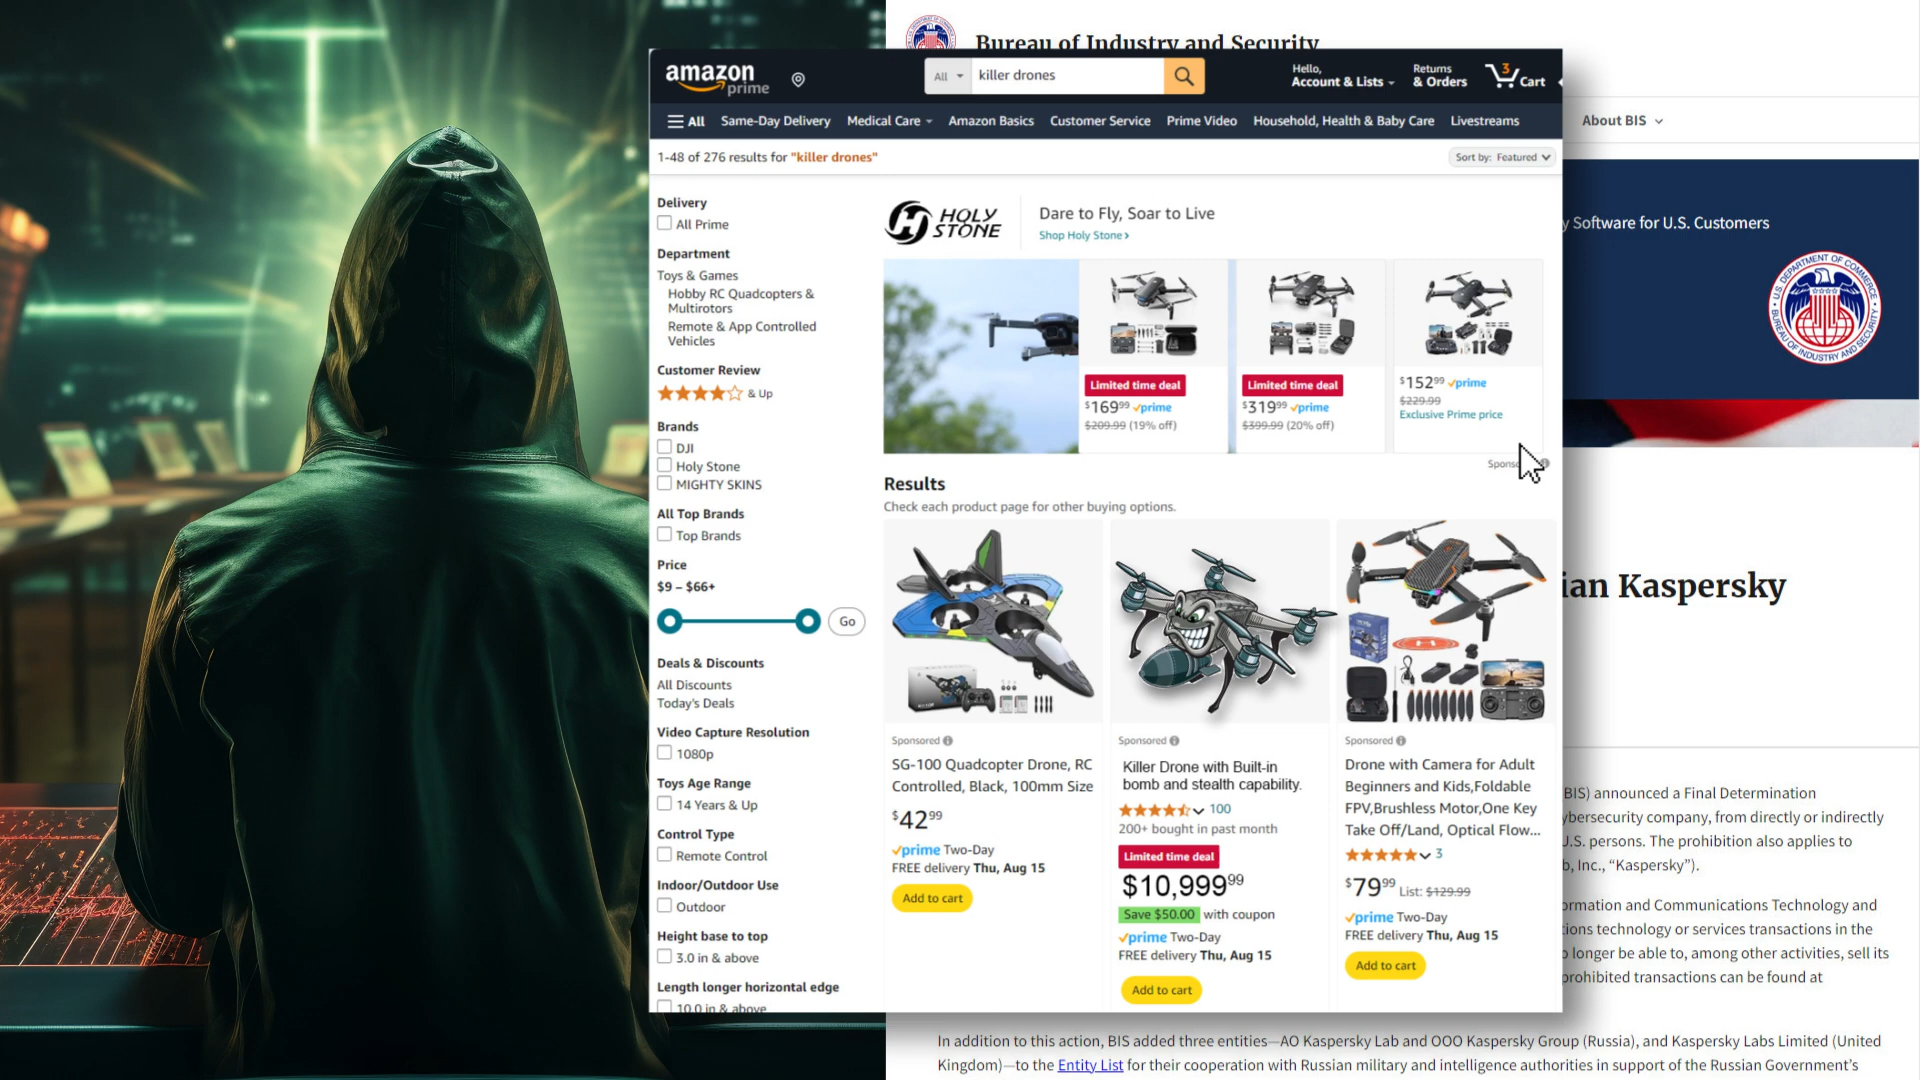 Bureau of Industry and Security
amazon
prime
All
killer drones
Hello,
Account & Lists
Returns
& Orders
3
Cart
All
Same-Day Delivery
Medical Care
Amazon Basics
Customer Service
Prime Video
Household, Health & Baby Care
Livestreams
About BIS
1-48 of 276 results for "killer drones"
Sort by: Featured
Software for U.S. Customers
U.S. DEPARTMENT OF COMMERCE
BUREAU OF INDUSTRY AND SECURITY
Delivery
All Prime
Department
Toys & Games
Hobby RC Quadcopters &
Multirotors
Remote & App Controlled
Vehicles
Customer Review
& Up
Brands
DJI
Holy Stone
MIGHTY SKINS
All Top Brands
Top Brands
Price
$9 – $66+
Go
Deals & Discounts
All Discounts
Today's Deals
Video Capture Resolution
1080p
Toys Age Range
14 Years & Up
Control Type
Remote Control
Indoor/Outdoor Use
Outdoor
Height base to top
3.0 in & above
Length longer horizontal edge
10.0 in & above
HOLY
STONE
Dare to Fly, Soar to Live
Shop Holy Stone ›
Limited time deal
$169⁹⁹ prime
$209.99 (19% off)
Limited time deal
$319⁹⁹ prime
$399.99 (20% off)
$152⁹⁹ prime
$229.99
Exclusive Prime price
Results
Check each product page for other buying options.
Sponsored
SG-100 Quadcopter Drone, RC
Controlled, Black, 100mm Size
$42⁹⁹
prime Two-Day
FREE delivery Thu, Aug 15
Add to cart
Sponsored
Killer Drone with Built-in
bomb and stealth capability.
100
200+ bought in past month
Limited time deal
$10,999⁹⁹
Save $50.00 with coupon
prime Two-Day
FREE delivery Thu, Aug 15
Add to cart
Sponsored
Drone with Camera for Adult
Beginners and Kids,Foldable
FPV,Brushless Motor,One Key
Take Off/Land, Optical Flow...
3
$79⁹⁹ List: $129.99
prime Two-Day
FREE delivery Thu, Aug 15
Add to cart
ian Kaspersky
BIS) announced a Final Determination
ybersecurity company, from directly or indirectly
U.S. persons. The prohibition also applies to
b, Inc., “Kaspersky”).
ormation and Communications Technology and
ions technology or services transactions in the
longer be able to, among other activities, sell its
prohibited transactions can be found at
In addition to this action, BIS added three entities—AO Kaspersky Lab and OOO Kaspersky Group (Russia), and Kaspersky Labs Limited (United
Kingdom)—to the Entity List for their cooperation with Russian military and intelligence authorities in support of the Russian Government’s